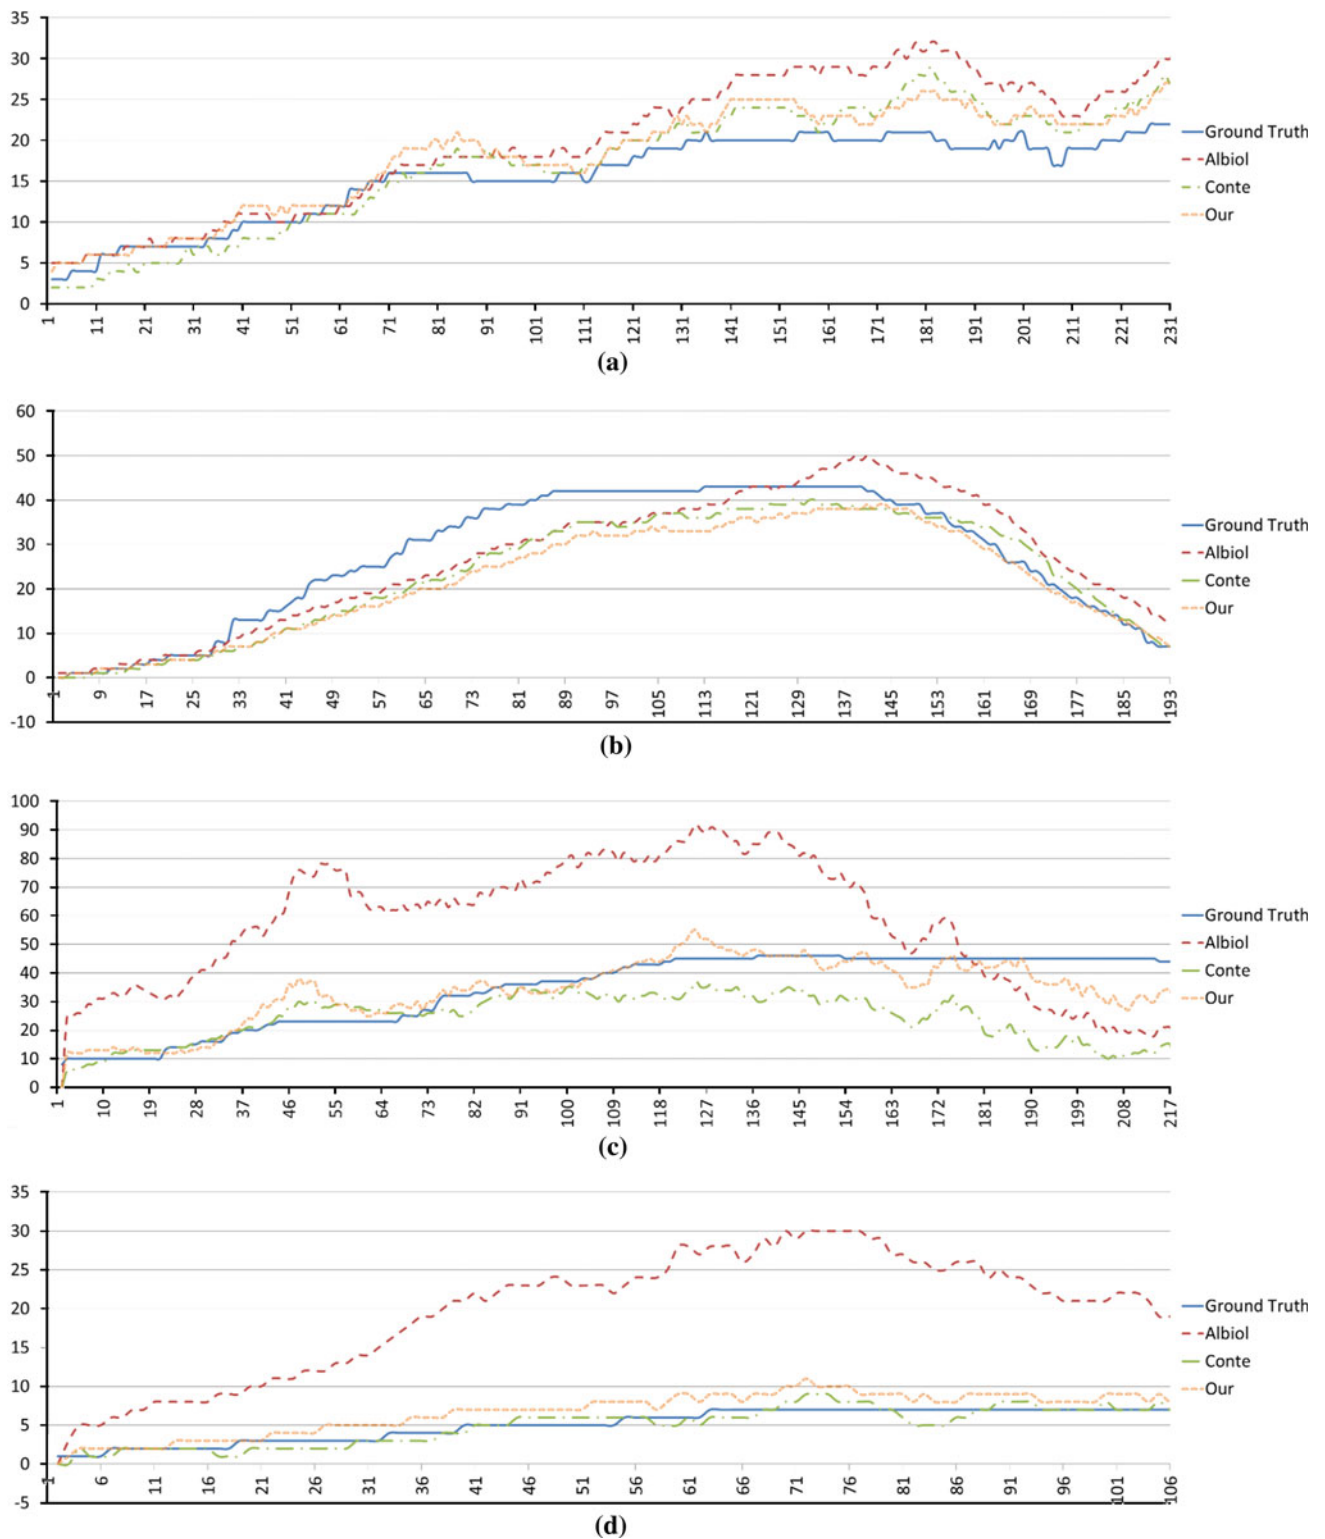 35
30
25
20
15
10
5
0
1 11 21 31 41 51 61 71 81 91 101 111 121 131 141 151 161 171 181 191 201 211 221 231
Ground Truth
Albiol
Conte
Our
(a)
60
50
40
30
20
10
0
-10
1 9 17 25 33 41 49 57 65 73 81 89 97 105 113 121 129 137 145 153 161 169 177 185 193
Ground Truth
Albiol
Conte
Our
(b)
100
90
80
70
60
50
40
30
20
10
0
1 10 19 28 37 46 55 64 73 82 91 100 109 118 127 136 145 154 163 172 181 190 199 208 217
Ground Truth
Albiol
Conte
Our
(c)
35
30
25
20
15
10
5
0
-5
1 6 11 16 21 26 31 36 41 46 51 56 61 66 71 76 81 86 91 96 101 106
Ground Truth
Albiol
Conte
Our
(d)